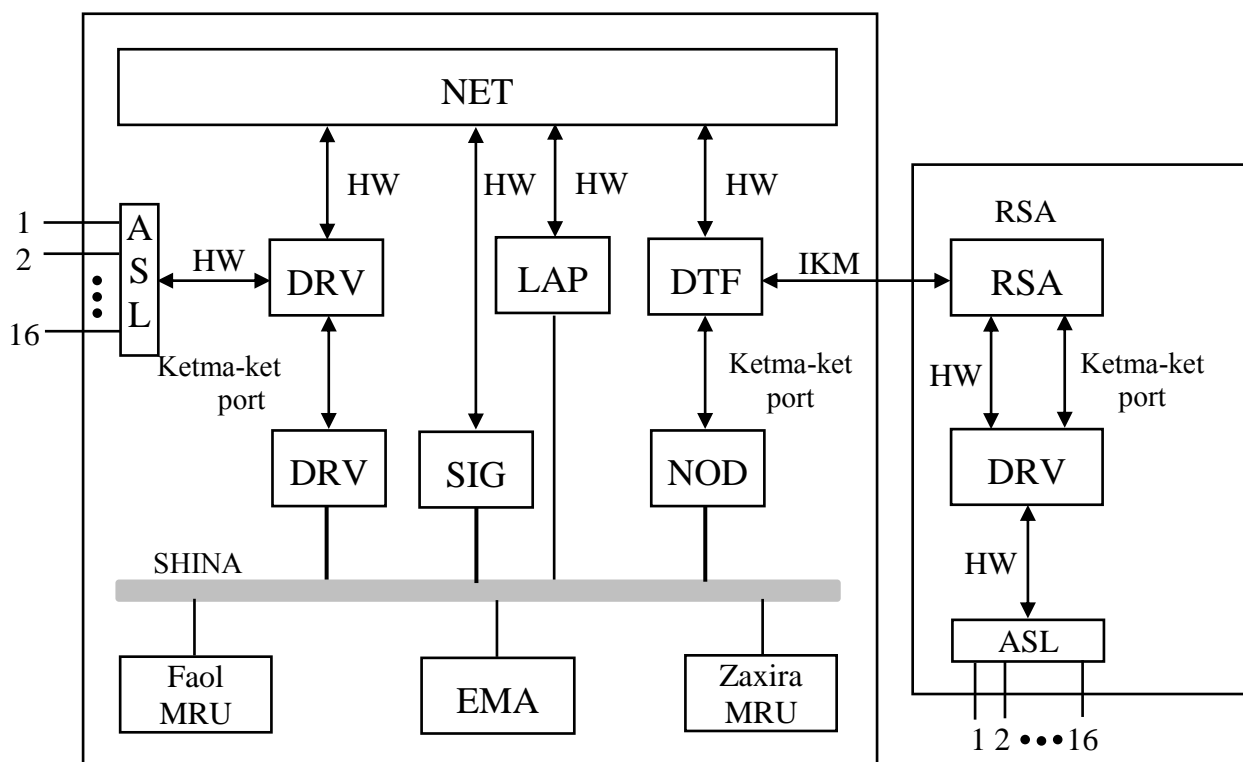 NET
HW
HW
HW
HW
1
2
16
A
S
L
HW
DRV
LAP
DTF
IKM
RSA
RSA
Ketma-ket
port
Ketma-ket
port
HW
Ketma-ket
port
DRV
SIG
NOD
DRV
SHINA
HW
Faol
MRU
EMA
Zaxira
MRU
ASL
1 2 ●●● 16